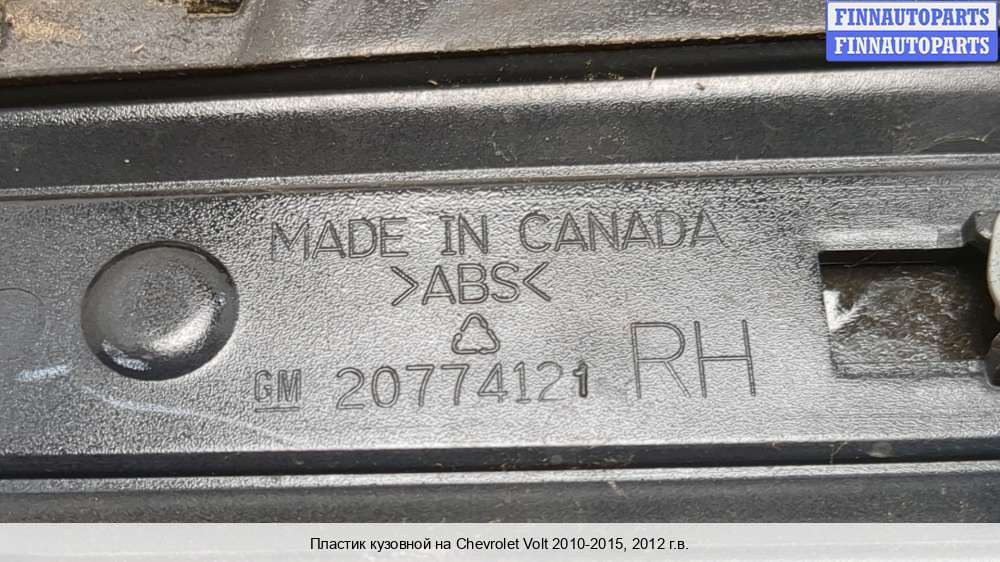 FINNAUTOPARTS
FINNAUTOPARTS
MADE IN CANADA
>ABS<
GM 20774121 RH
Пластик кузовной на Chevrolet Volt 2010-2015, 2012 г.в.